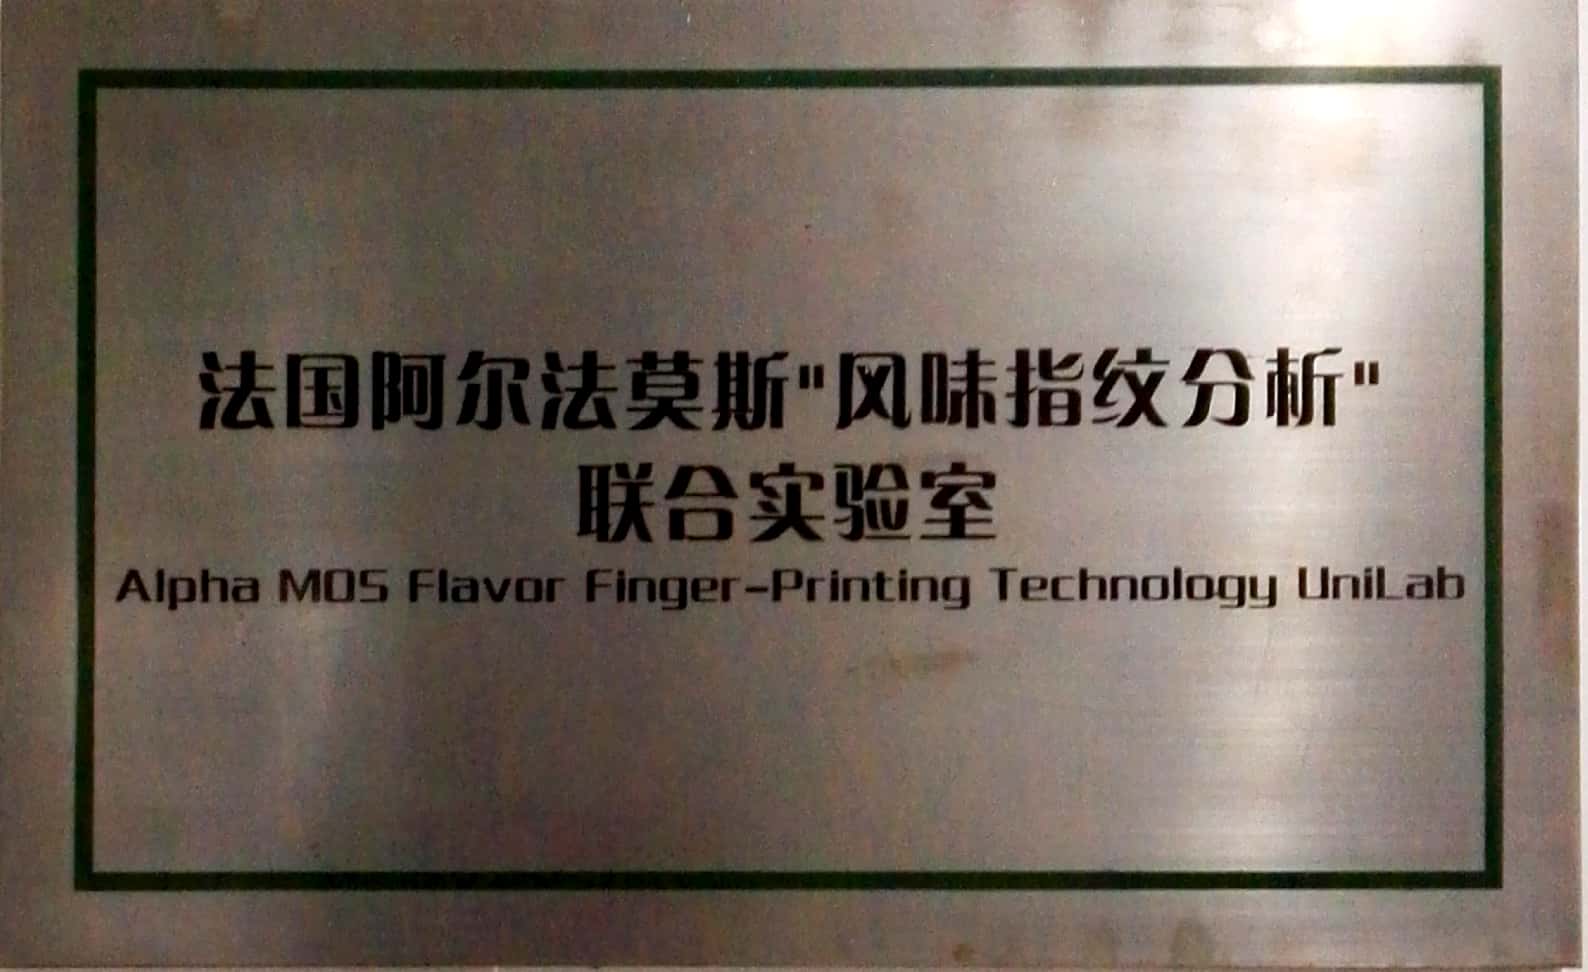 法国阿尔法莫斯"风味指纹分析"
联合实验室
Alpha MOS Flavor Finger-Printing Technology UniLab